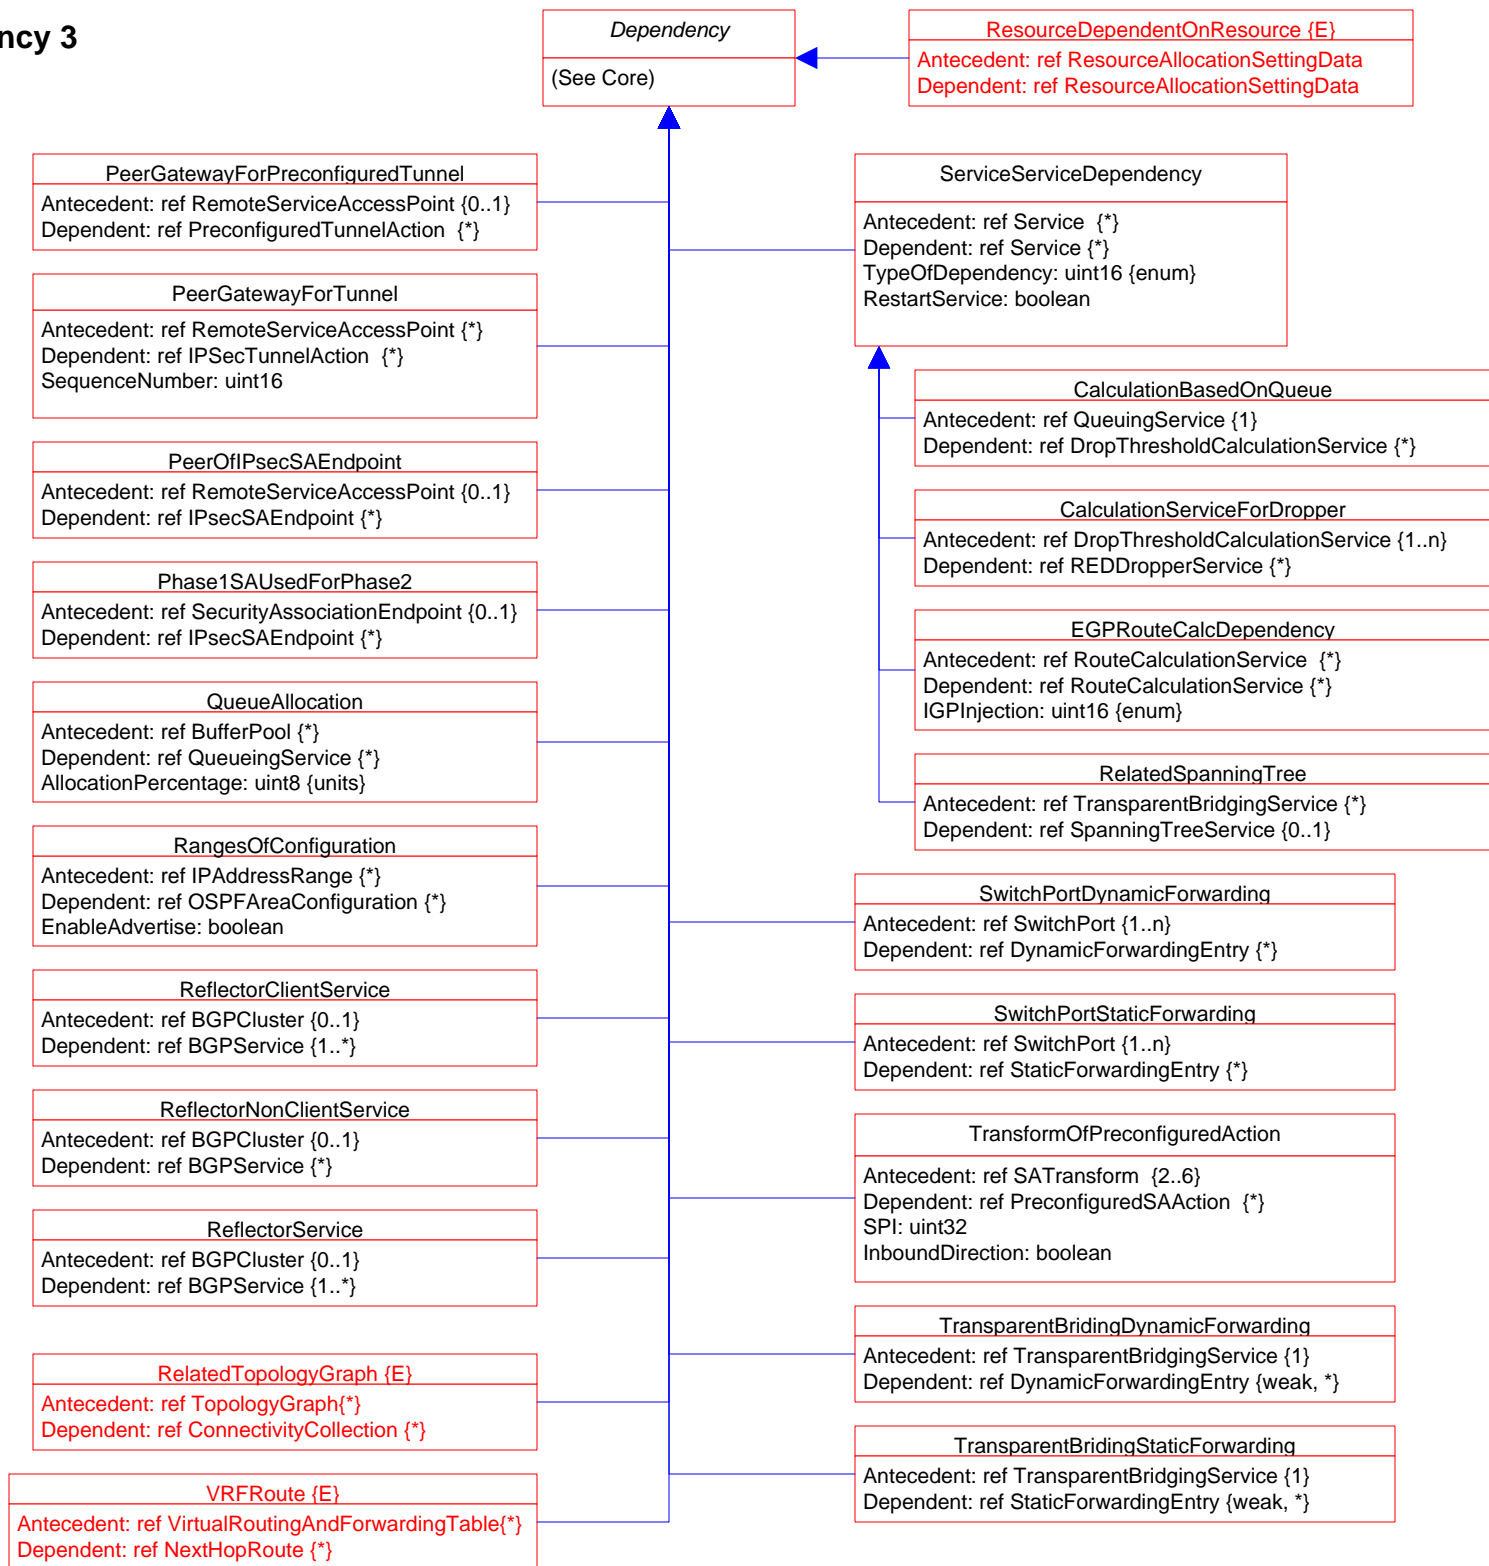 ncy 3
Dependency
(See Core)
ResourceDependentOnResource {E}
Antecedent: ref ResourceAllocationSettingData
Dependent: ref ResourceAllocationSettingData
PeerGatewayForPreconfiguredTunnel
Antecedent: ref RemoteServiceAccessPoint {0..1}
Dependent: ref PreconfiguredTunnelAction {*}
PeerGatewayForTunnel
Antecedent: ref RemoteServiceAccessPoint {*}
Dependent: ref IPSecTunnelAction {*}
SequenceNumber: uint16
PeerOfIPsecSAEndpoint
Antecedent: ref RemoteServiceAccessPoint {0..1}
Dependent: ref IPsecSAEndpoint {*}
Phase1SAUsedForPhase2
Antecedent: ref SecurityAssociationEndpoint {0..1}
Dependent: ref IPsecSAEndpoint {*}
QueueAllocation
Antecedent: ref BufferPool {*}
Dependent: ref QueueingService {*}
AllocationPercentage: uint8 {units}
RangesOfConfiguration
Antecedent: ref IPAddressRange {*}
Dependent: ref OSPFAreaConfiguration {*}
EnableAdvertise: boolean
ReflectorClientService
Antecedent: ref BGPCluster {0..1}
Dependent: ref BGPService {1..*}
ReflectorNonClientService
Antecedent: ref BGPCluster {0..1}
Dependent: ref BGPService {*}
ReflectorService
Antecedent: ref BGPCluster {0..1}
Dependent: ref BGPService {1..*}
RelatedTopologyGraph {E}
Antecedent: ref TopologyGraph{*}
Dependent: ref ConnectivityCollection {*}
VRFRoute {E}
Antecedent: ref VirtualRoutingAndForwardingTable{*}
Dependent: ref NextHopRoute {*}
ServiceServiceDependency
Antecedent: ref Service {*}
Dependent: ref Service {*}
TypeOfDependency: uint16 {enum}
RestartService: boolean
CalculationBasedOnQueue
Antecedent: ref QueuingService {1}
Dependent: ref DropThresholdCalculationService {*}
CalculationServiceForDropper
Antecedent: ref DropThresholdCalculationService {1..n}
Dependent: ref REDDropperService {*}
EGPRouteCalcDependency
Antecedent: ref RouteCalculationService {*}
Dependent: ref RouteCalculationService {*}
IGPInjection: uint16 {enum}
RelatedSpanningTree
Antecedent: ref TransparentBridgingService {*}
Dependent: ref SpanningTreeService {0..1}
SwitchPortDynamicForwarding
Antecedent: ref SwitchPort {1..n}
Dependent: ref DynamicForwardingEntry {*}
SwitchPortStaticForwarding
Antecedent: ref SwitchPort {1..n}
Dependent: ref StaticForwardingEntry {*}
TransformOfPreconfiguredAction
Antecedent: ref SATransform {2..6}
Dependent: ref PreconfiguredSAAction {*}
SPI: uint32
InboundDirection: boolean
TransparentBridingDynamicForwarding
Antecedent: ref TransparentBridgingService {1}
Dependent: ref DynamicForwardingEntry {weak, *}
TransparentBridingStaticForwarding
Antecedent: ref TransparentBridgingService {1}
Dependent: ref StaticForwardingEntry {weak, *}